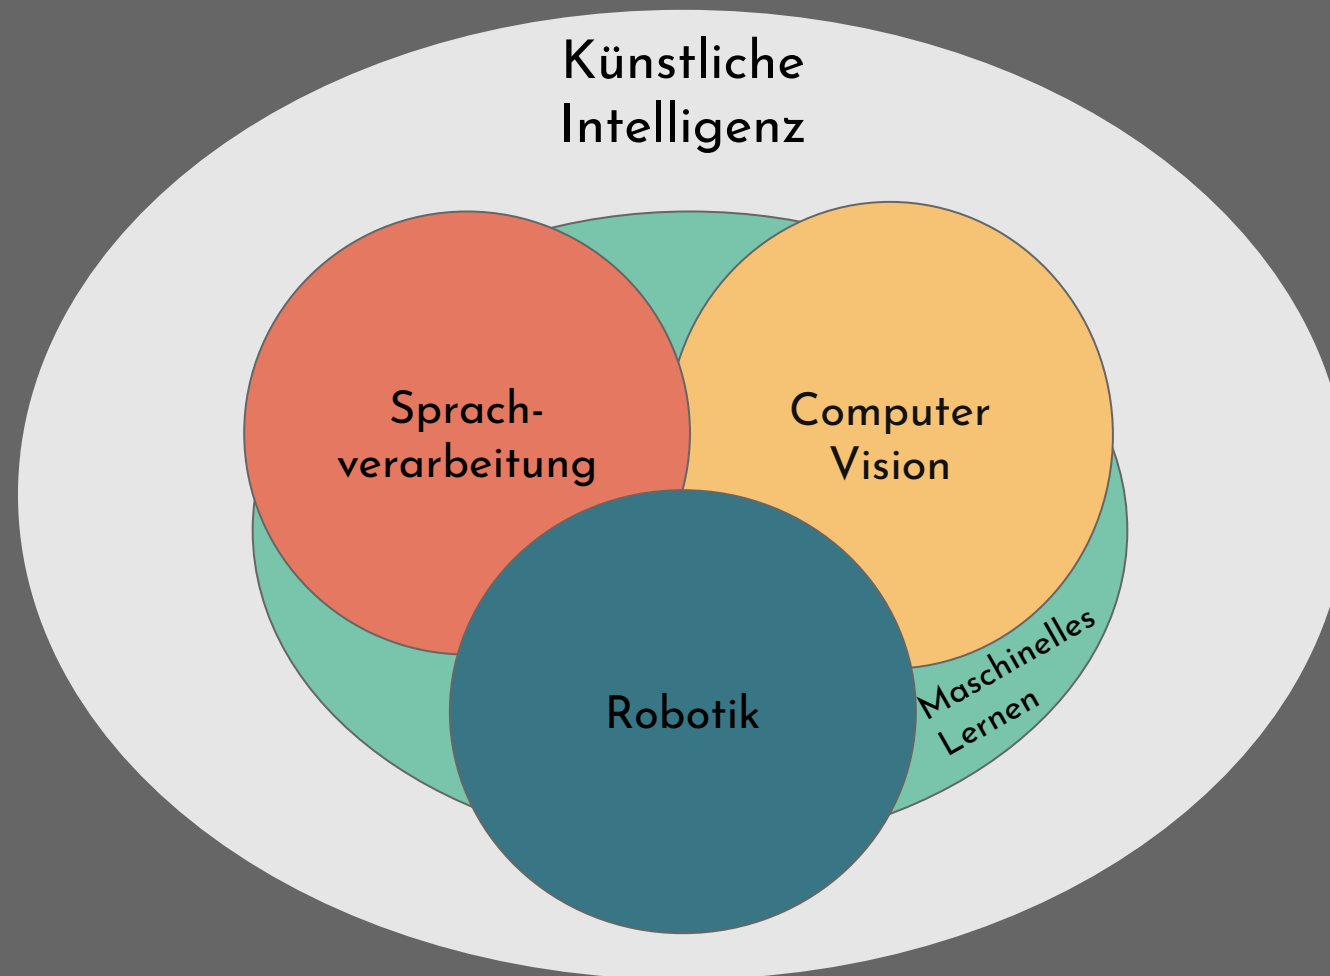 Künstliche
Intelligenz
Sprach-
verarbeitung
Computer
Vision
Robotik
Maschinelles
Lernen